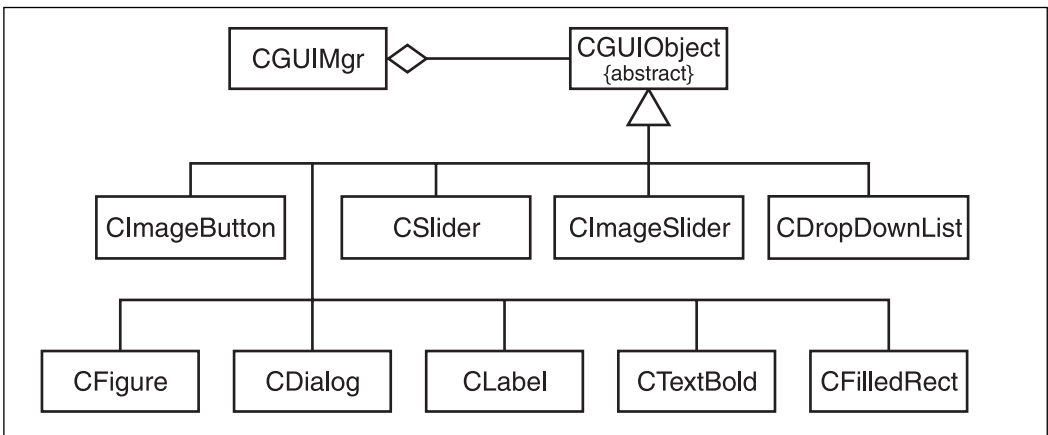 CGUIMgr
CGUIObject
{abstract}
CImageButton
CSlider
CImageSlider
CDropDownList
CFigure
CDialog
CLabel
CTextBold
CFilledRect